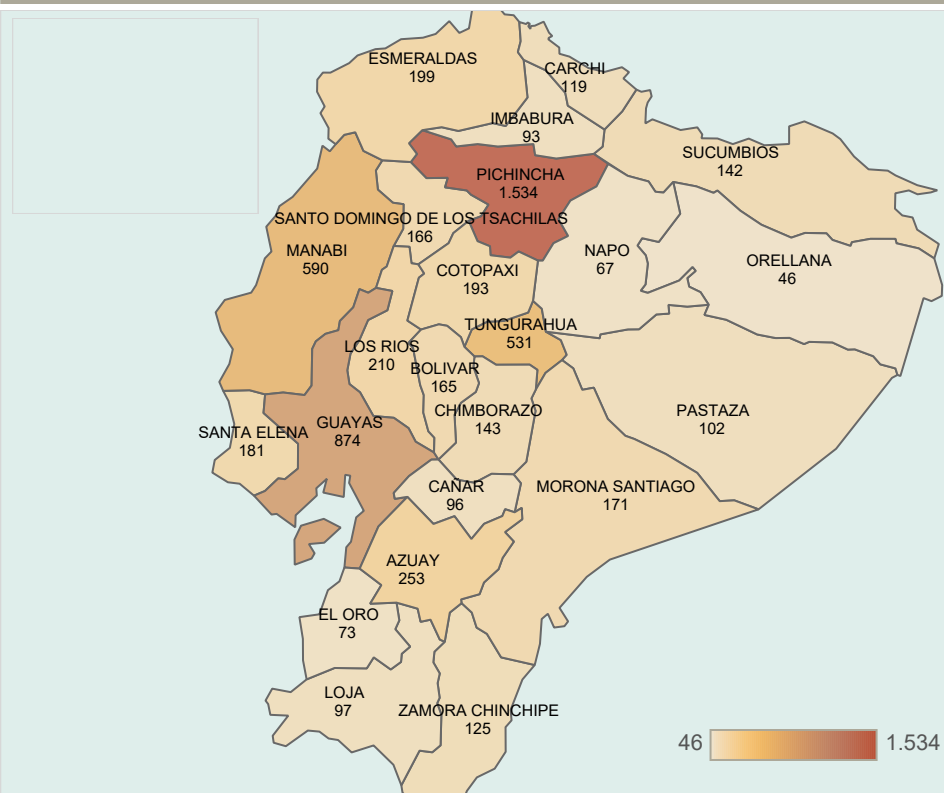 ESMERALDAS
199
CARCHI
119
IMBABURA
93
SUCUMBIOS
142
PICHINCHA
1.534
SANTO DOMINGO DE LOS TSACHILAS
166
MANABI
590
NAPO
67
ORELLANA
46
COTOPAXI
193
TUNGURAHUA
531
LOS RIOS
210
BOLIVAR
165
CHIMBORAZO
143
PASTAZA
102
SANTA ELENA
181
GUAYAS
874
CAÑAR
96
MORONA SANTIAGO
171
AZUAY
253
EL ORO
73
LOJA
97
ZAMORA CHINCHIPE
125
46 1.534